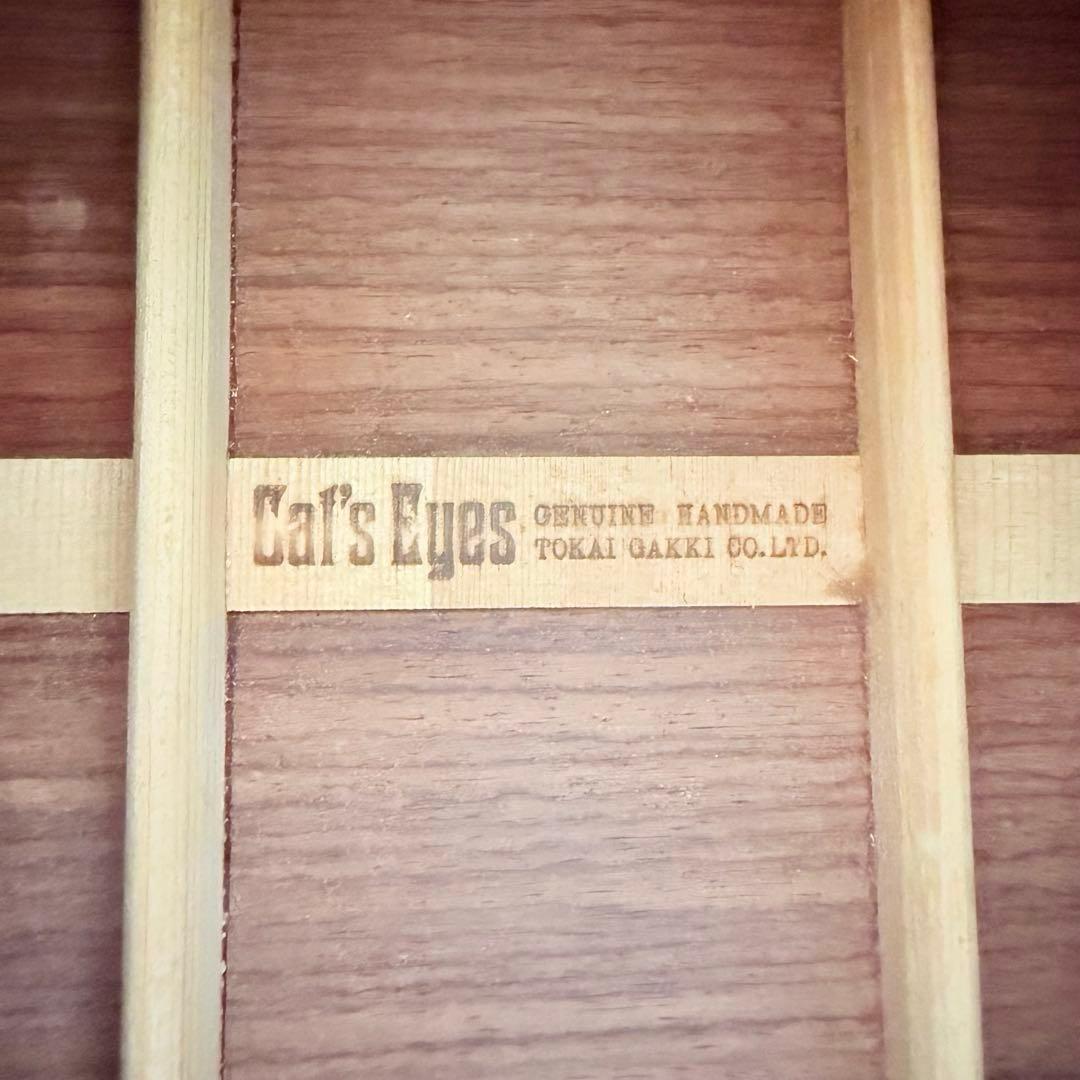 Cat's Eyes
GENUINE HANDMADE
TOKAI GAKKI CO.LTD.